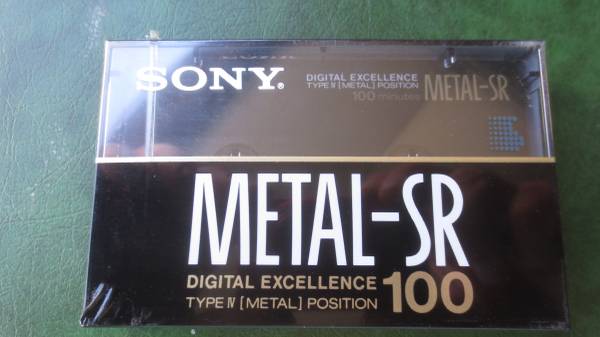 SONY®
DIGITAL EXCELLENCE
TYPE IV [METAL] POSITION
100 minutes METAL-SR
METAL-SR
DIGITAL EXCELLENCE 100
TYPE IV [METAL] POSITION